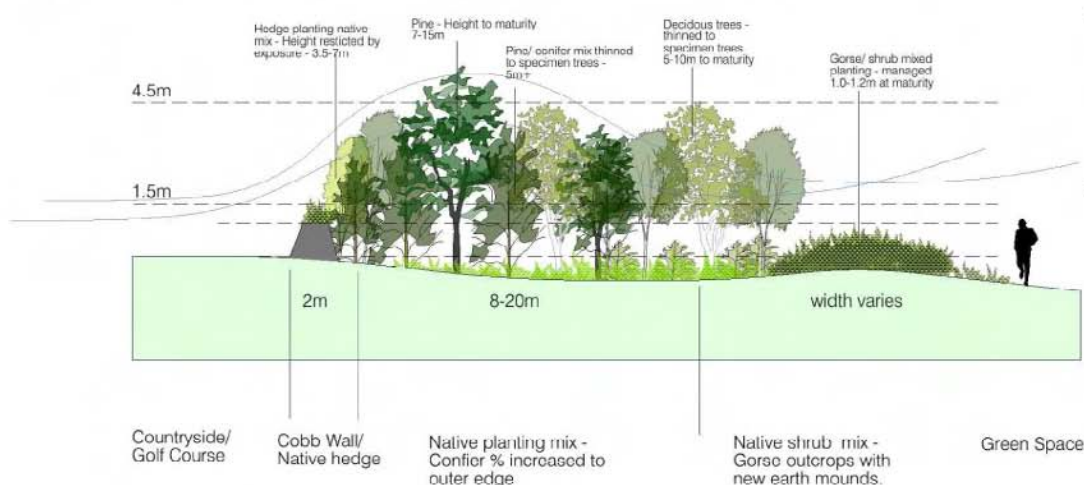 Hedge planting native
mix - Height resticted by
exposure - 3.5-7m
Pine - Height to maturity
7-15m
Pine/ conifer mix thinned
to specimen trees -
5m+
Decidous trees -
thinned to
specimen trees
5-10m to maturity
Gorse/ shrub mixed
planting - managed
1.0-1.2m at maturity
4.5m
1.5m
2m
8-20m
width varies
Countryside/
Golf Course
Cobb Wall/
Native hedge
Native planting mix -
Confier % increased to
outer edge
Native shrub mix -
Gorse outcrops with
new earth mounds.
Green Space